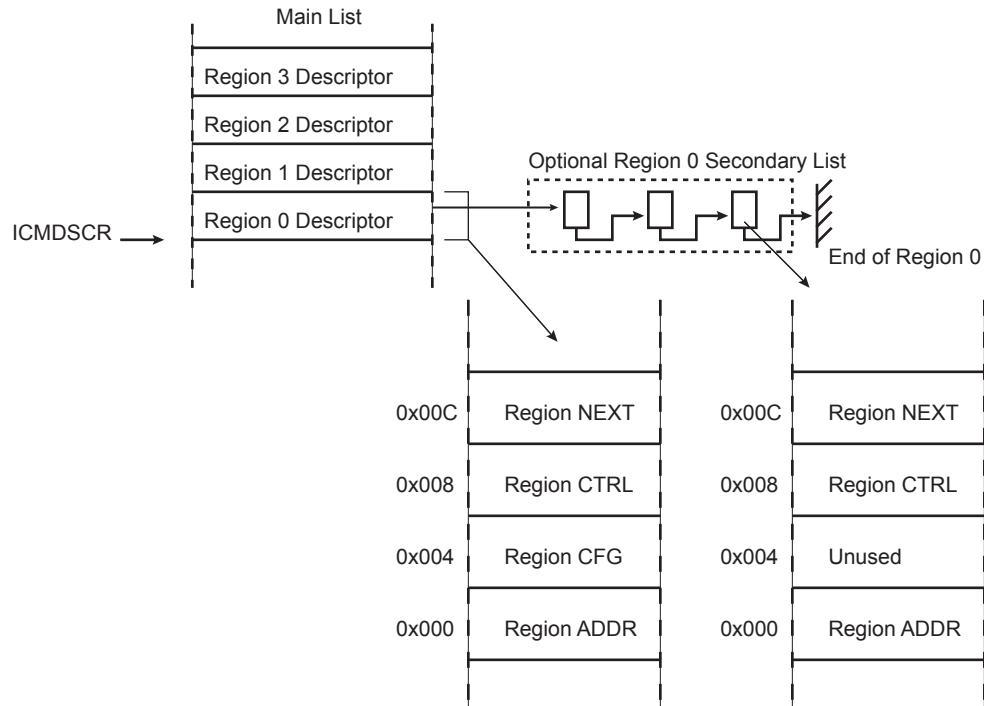 Main List
Region 3 Descriptor
Region 2 Descriptor
Region 1 Descriptor
Region 0 Descriptor
ICMDSCR
Optional Region 0 Secondary List
End of Region 0
0x00C Region NEXT
0x008 Region CTRL
0x004 Region CFG
0x000 Region ADDR
0x00C Region NEXT
0x008 Region CTRL
0x004 Unused
0x000 Region ADDR